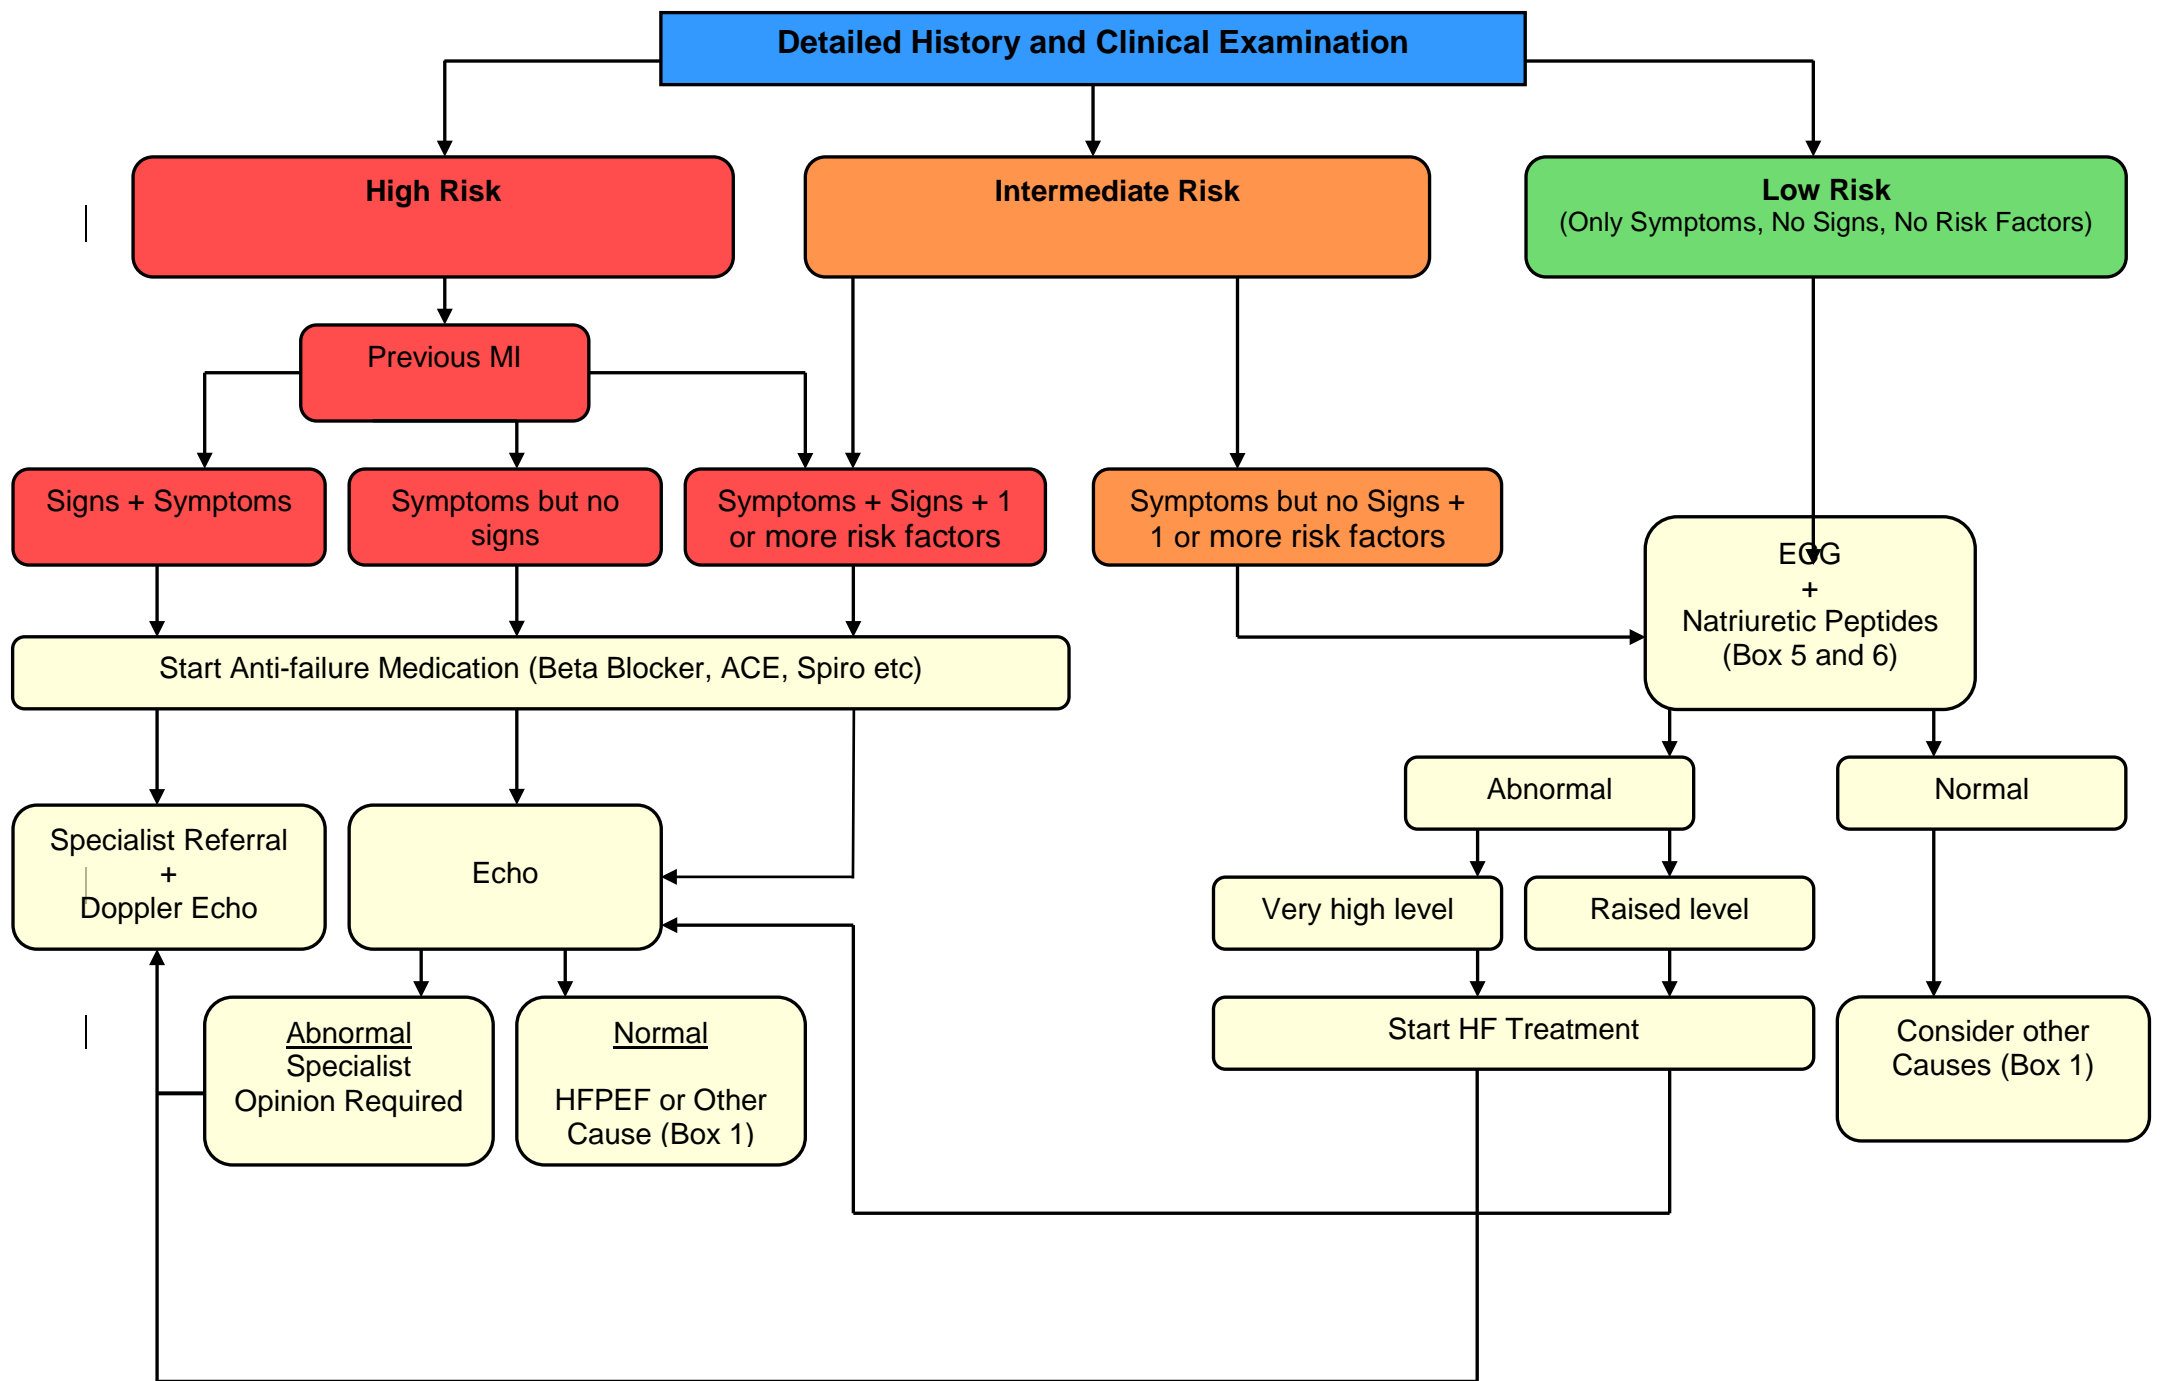 Detailed History and Clinical Examination
High Risk
Intermediate Risk
Low Risk
(Only Symptoms, No Signs, No Risk Factors)
Previous MI
Signs + Symptoms
Symptoms but no
signs
Symptoms + Signs + 1
or more risk factors
Symptoms but no Signs +
1 or more risk factors
ECG
+
Natriuretic Peptides
(Box 5 and 6)
Start Anti-failure Medication (Beta Blocker, ACE, Spiro etc)
Abnormal
Normal
Specialist Referral
+
Doppler Echo
Echo
Very high level
Raised level
Abnormal
Specialist
Opinion Required
Normal
HFPEF or Other
Cause (Box 1)
Start HF Treatment
Consider other
Causes (Box 1)